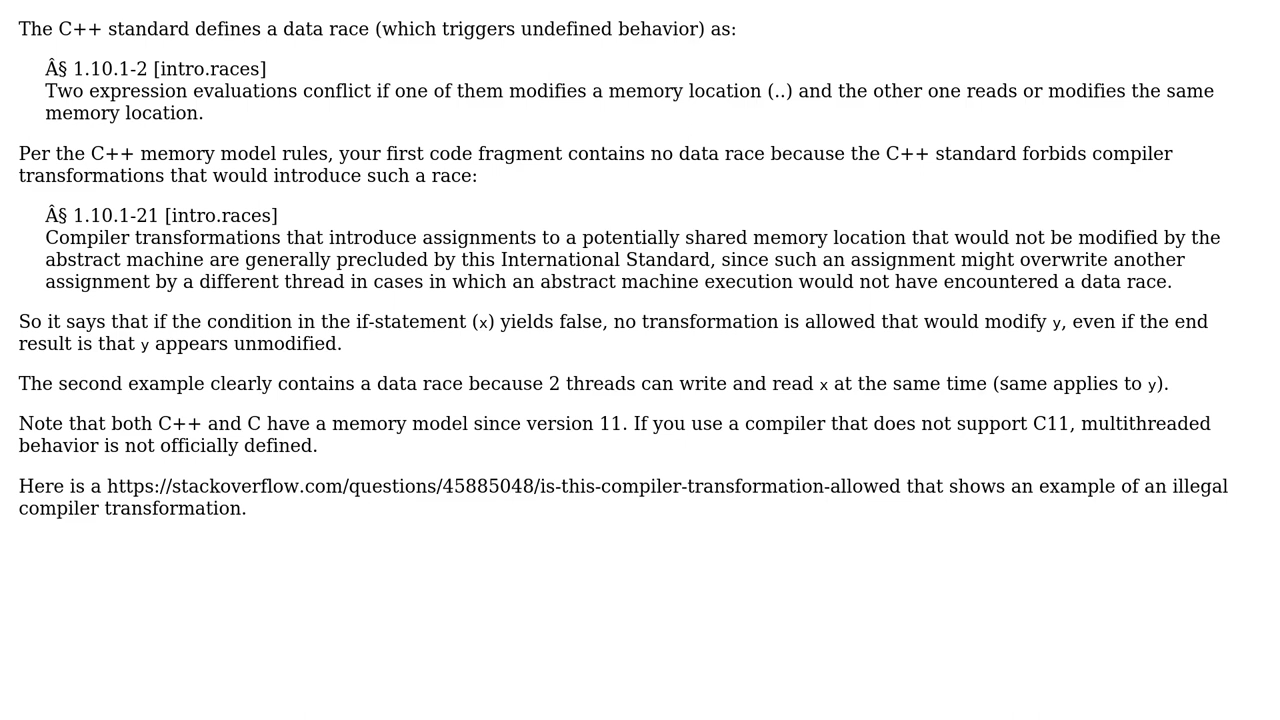 The C++ standard defines a data race (which triggers undefined behavior) as:
Â§ 1.10.1-2 [intro.races]
Two expression evaluations conflict if one of them modifies a memory location (..) and the other one reads or modifies the same
memory location.
Per the C++ memory model rules, your first code fragment contains no data race because the C++ standard forbids compiler
transformations that would introduce such a race:
Â§ 1.10.1-21 [intro.races]
Compiler transformations that introduce assignments to a potentially shared memory location that would not be modified by the
abstract machine are generally precluded by this International Standard, since such an assignment might overwrite another
assignment by a different thread in cases in which an abstract machine execution would not have encountered a data race.
So it says that if the condition in the if-statement (x) yields false, no transformation is allowed that would modify y, even if the end
result is that y appears unmodified.
The second example clearly contains a data race because 2 threads can write and read x at the same time (same applies to y).
Note that both C++ and C have a memory model since version 11. If you use a compiler that does not support C11, multithreaded
behavior is not officially defined.
Here is a https://stackoverflow.com/questions/45885048/is-this-compiler-transformation-allowed that shows an example of an illegal
compiler transformation.